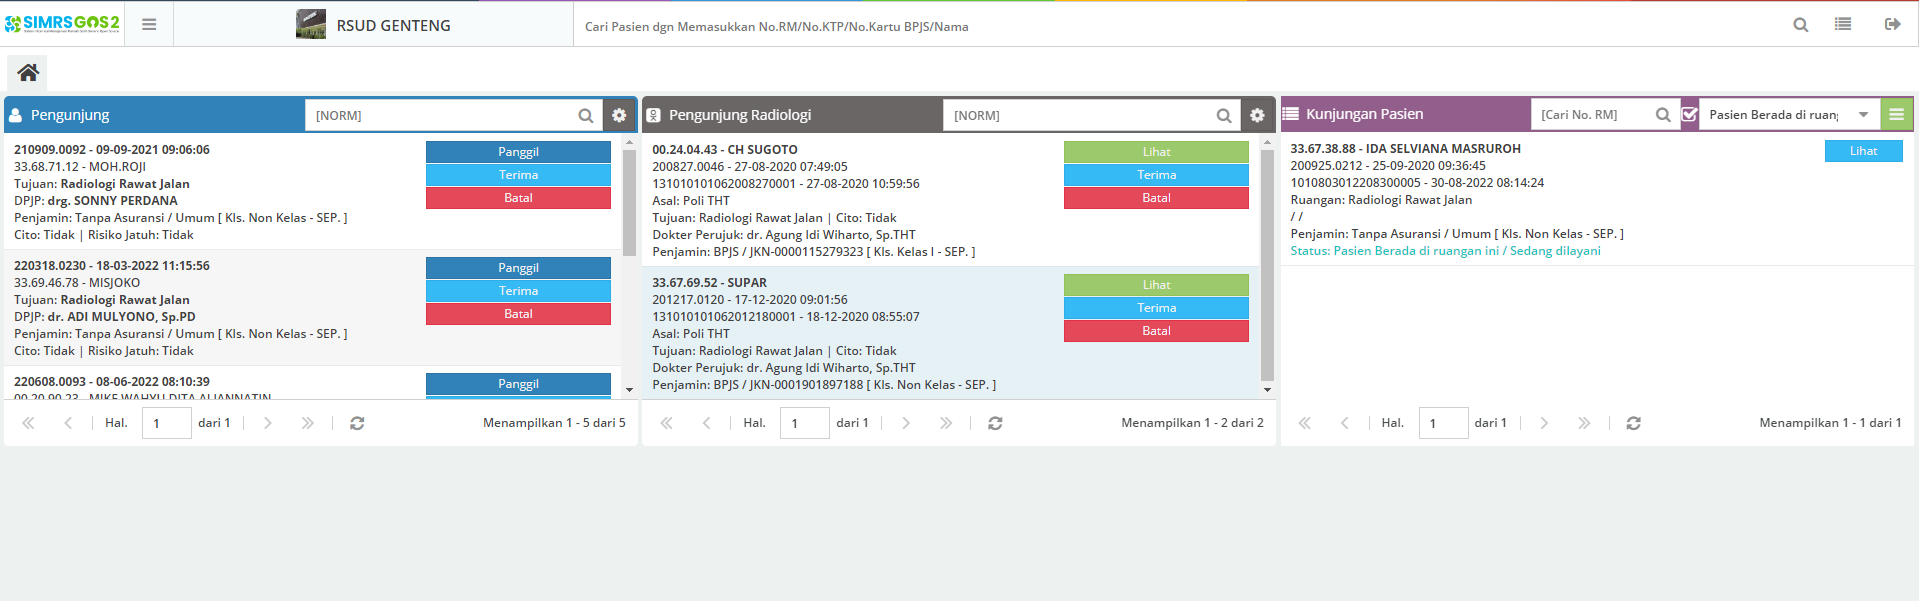 SIMRSGOS2
RSUD GENTENG
Cari Pasien dgn Memasukkan No.RM/No.KTP/No.Kartu BPJS/Nama
Pengunjung
[NORM]
210909.0092 - 09-09-2021 09:06:06
33.68.71.12 - MOH.ROJI
Tujuan: Radiologi Rawat Jalan
DPJP: drg. SONNY PERDANA
Penjamin: Tanpa Asuransi / Umum [ Kls. Non Kelas - SEP. ]
Cito: Tidak | Risiko Jatuh: Tidak
Panggil
Terima
Batal
220318.0230 - 18-03-2022 11:15:56
33.69.46.78 - MISJOKO
Tujuan: Radiologi Rawat Jalan
DPJP: dr. ADI MULYONO, Sp.PD
Penjamin: Tanpa Asuransi / Umum [ Kls. Non Kelas - SEP. ]
Cito: Tidak | Risiko Jatuh: Tidak
Panggil
Terima
Batal
220608.0093 - 08-06-2022 08:10:39
00.20.90.23 - MIKE WAHYU DITA ALIANNATIN
Panggil
Hal. 1 dari 1
Menampilkan 1 - 5 dari 5
Pengunjung Radiologi
[NORM]
00.24.04.43 - CH SUGOTO
200827.0046 - 27-08-2020 07:49:05
131010101062008270001 - 27-08-2020 10:59:56
Asal: Poli THT
Tujuan: Radiologi Rawat Jalan | Cito: Tidak
Dokter Perujuk: dr. Agung Idi Wiharto, Sp.THT
Penjamin: BPJS / JKN-0000115279323 [ Kls. Kelas I - SEP. ]
Lihat
Terima
Batal
33.67.69.52 - SUPAR
201217.0120 - 17-12-2020 09:01:56
131010101062012180001 - 18-12-2020 08:55:07
Asal: Poli THT
Tujuan: Radiologi Rawat Jalan | Cito: Tidak
Dokter Perujuk: dr. Agung Idi Wiharto, Sp.THT
Penjamin: BPJS / JKN-0001901897188 [ Kls. Non Kelas - SEP. ]
Lihat
Terima
Batal
Hal. 1 dari 1
Menampilkan 1 - 2 dari 2
Kunjungan Pasien
[Cari No. RM]
Pasien Berada di ruang
33.67.38.88 - IDA SELVIANA MASRUROH
200925.0212 - 25-09-2020 09:36:45
1010803012208300005 - 30-08-2022 08:14:24
Ruangan: Radiologi Rawat Jalan
/ /
Penjamin: Tanpa Asuransi / Umum [ Kls. Non Kelas - SEP. ]
Status: Pasien Berada di ruangan ini / Sedang dilayani
Lihat
Hal. 1 dari 1
Menampilkan 1 - 1 dari 1